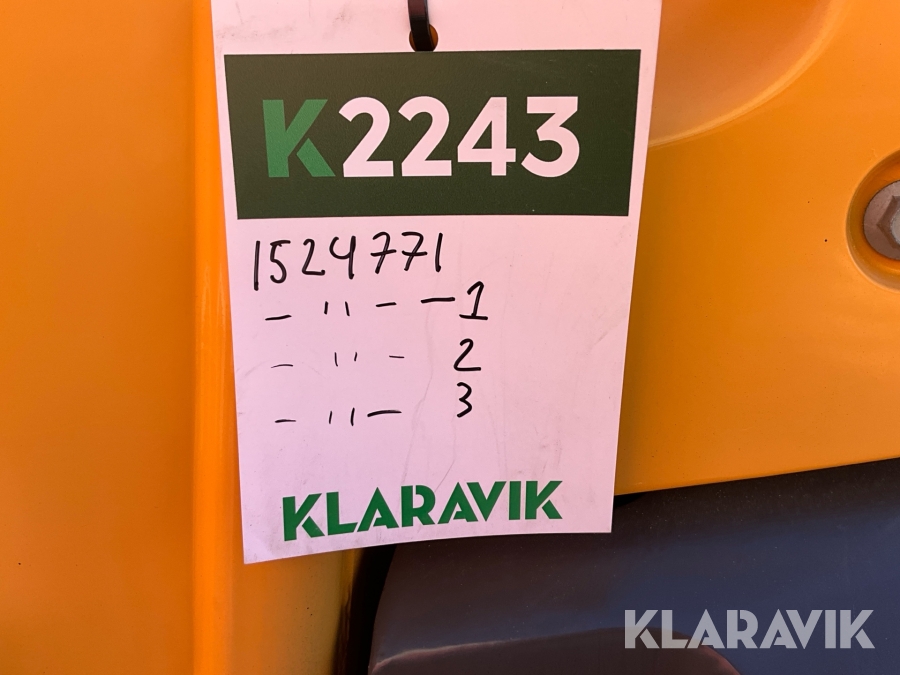 K2243
1524771
- " - -1
- " - 2
- " - 3
KLARAVIK
KLARAVIK